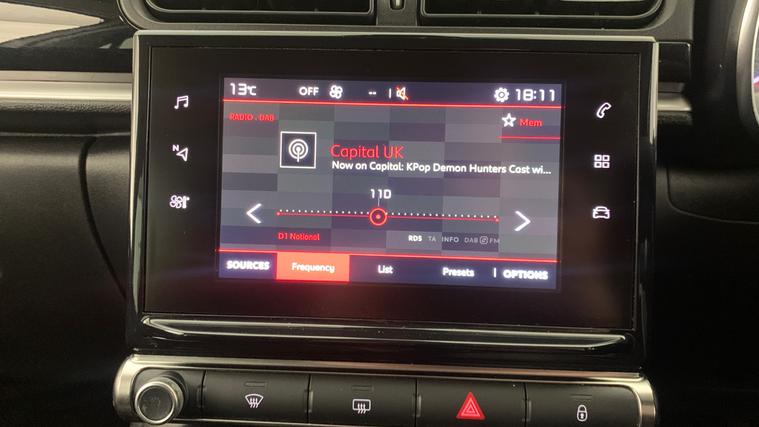 13°C OFF -- 18:11
RADIO . DAB
Mem
Capital UK
Now on Capital: KPop Demon Hunters Cast wi...
11D
D1 National
RDS TA INFO DAB FM
SOURCES Frequency List Presets OPTIONS
N